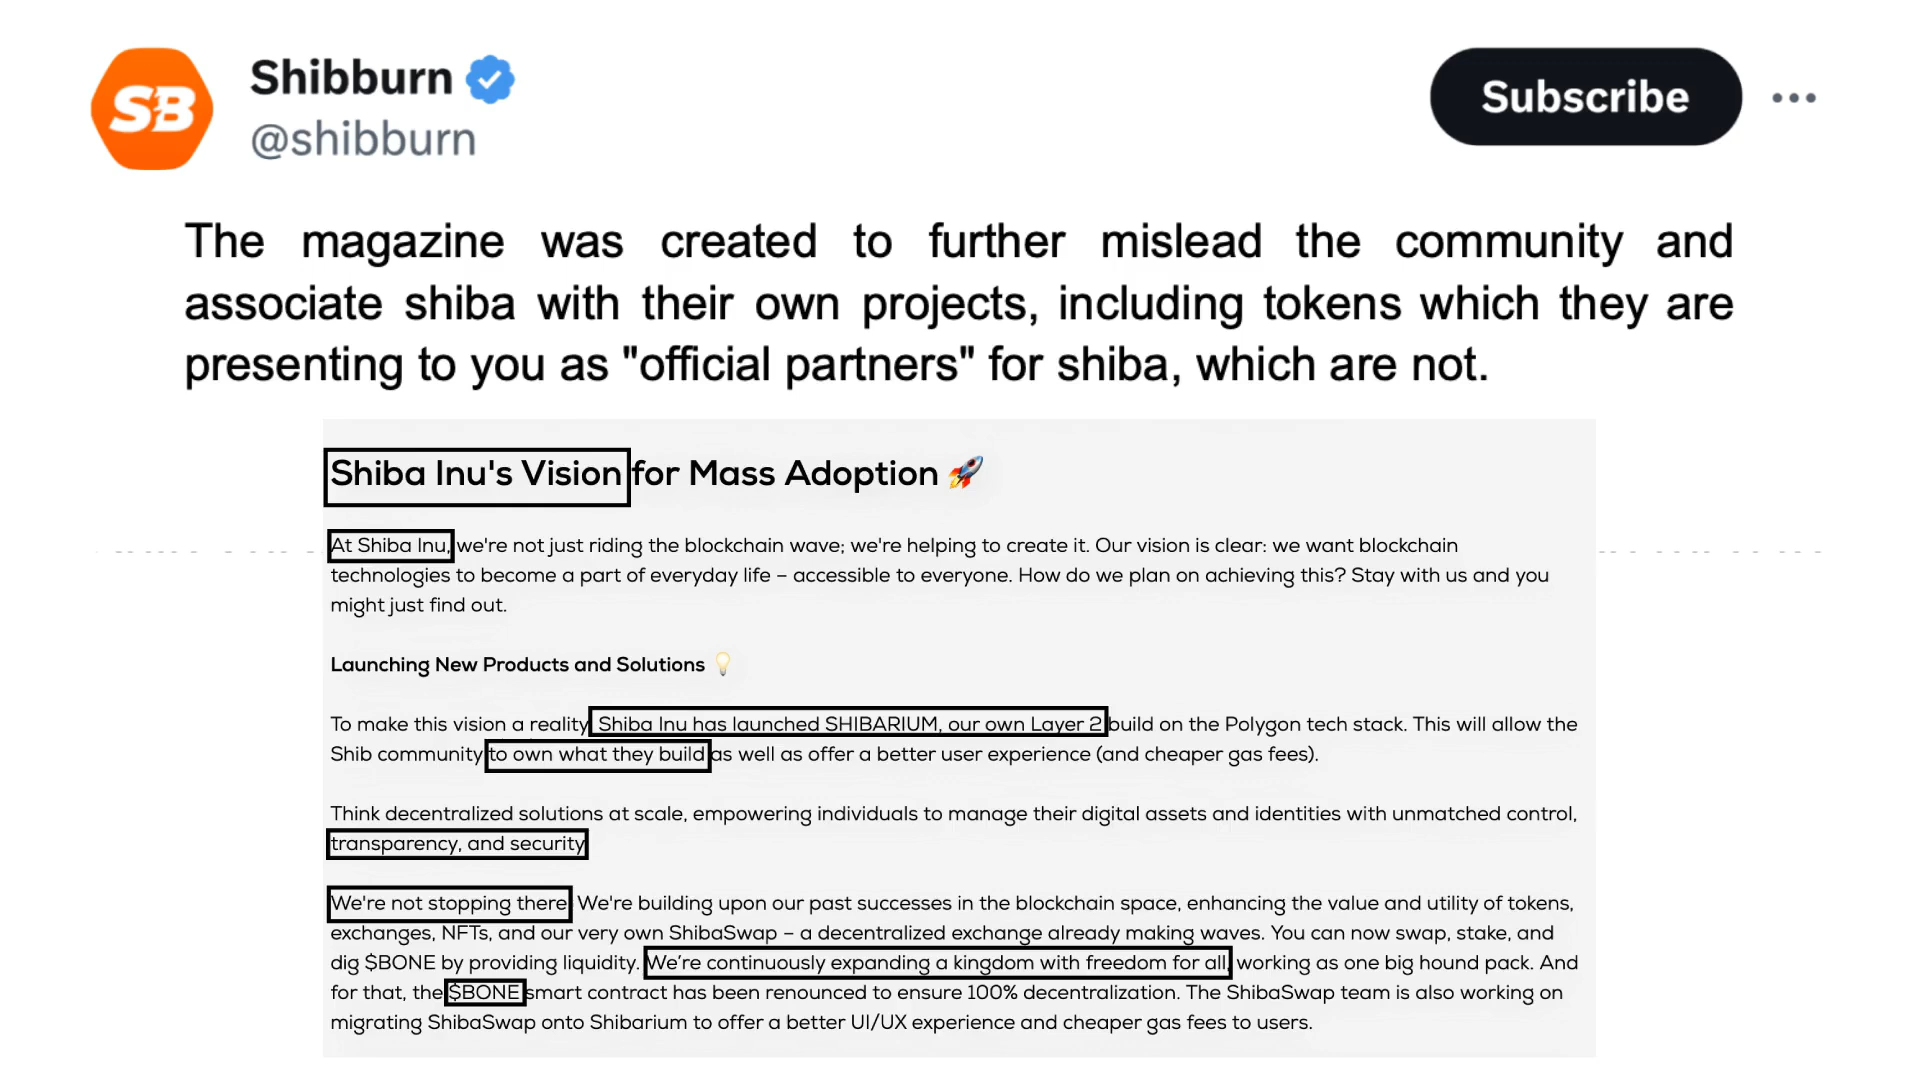 SB
Shibburn
@shibburn
Subscribe
The magazine was created to further mislead the community and
associate shiba with their own projects, including tokens which they are
presenting to you as "official partners" for shiba, which are not.
Shiba Inu's Vision for Mass Adoption 🚀
At Shiba Inu, we're not just riding the blockchain wave; we're helping to create it. Our vision is clear: we want blockchain
technologies to become a part of everyday life – accessible to everyone. How do we plan on achieving this? Stay with us and you
might just find out.
Launching New Products and Solutions 💡
To make this vision a reality Shiba Inu has launched SHIBARIUM, our own Layer 2 build on the Polygon tech stack. This will allow the
Shib community to own what they build as well as offer a better user experience (and cheaper gas fees).
Think decentralized solutions at scale, empowering individuals to manage their digital assets and identities with unmatched control,
transparency, and security
We're not stopping there We're building upon our past successes in the blockchain space, enhancing the value and utility of tokens,
exchanges, NFTs, and our very own ShibaSwap – a decentralized exchange already making waves. You can now swap, stake, and
dig $BONE by providing liquidity. We’re continuously expanding a kingdom with freedom for all, working as one big hound pack. And
for that, the $BONE smart contract has been renounced to ensure 100% decentralization. The ShibaSwap team is also working on
migrating ShibaSwap onto Shibarium to offer a better UI/UX experience and cheaper gas fees to users.